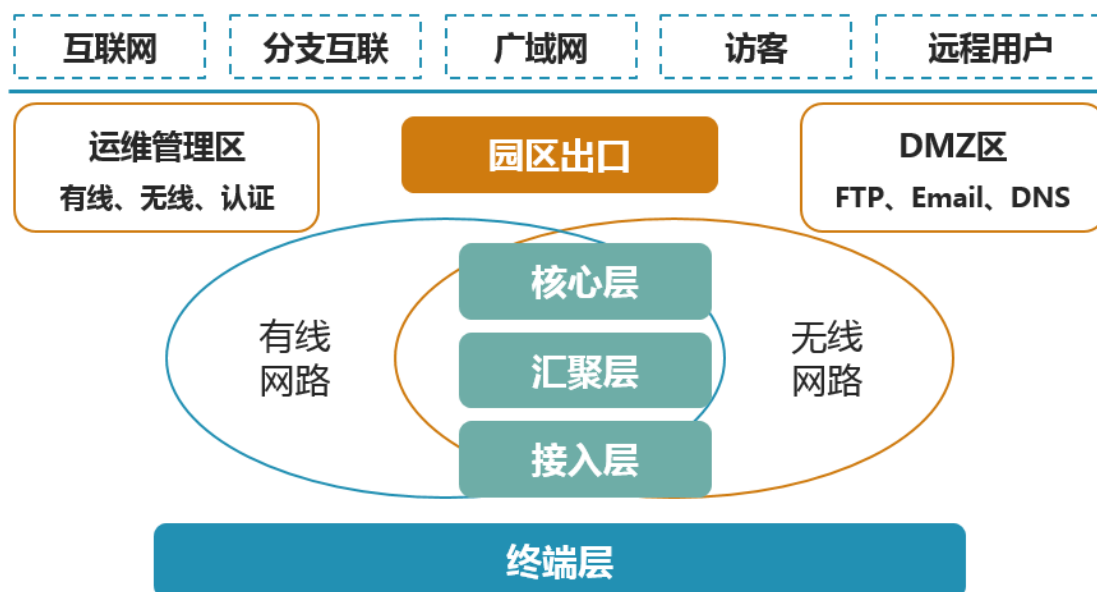 互联网
分支互联
广域网
访客
远程用户
运维管理区
有线、无线、认证
园区出口
DMZ区
FTP、Email、DNS
核心层
有线
网路
汇聚层
无线
网路
接入层
终端层